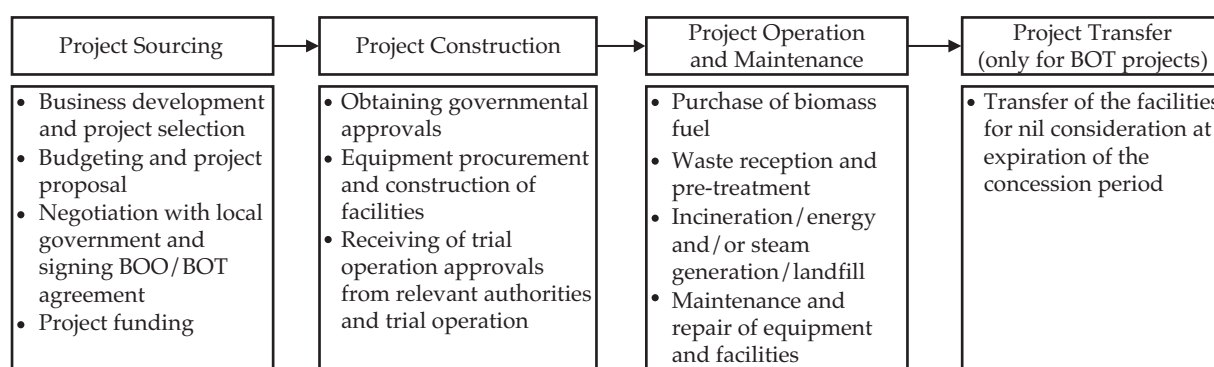 Project Sourcing
Project Construction
Project Operation
and Maintenance
Project Transfer
(only for BOT projects)
• Business development
and project selection
• Budgeting and project
proposal
• Negotiation with local
government and
signing BOO/BOT
agreement
• Project funding
• Obtaining governmental
approvals
• Equipment procurement
and construction of
facilities
• Receiving of trial
operation approvals
from relevant authorities
and trial operation
• Purchase of biomass
fuel
• Waste reception and
pre-treatment
• Incineration/energy
and/or steam
generation/landfill
• Maintenance and
repair of equipment
and facilities
• Transfer of the facilities
for nil consideration at
expiration of the
concession period